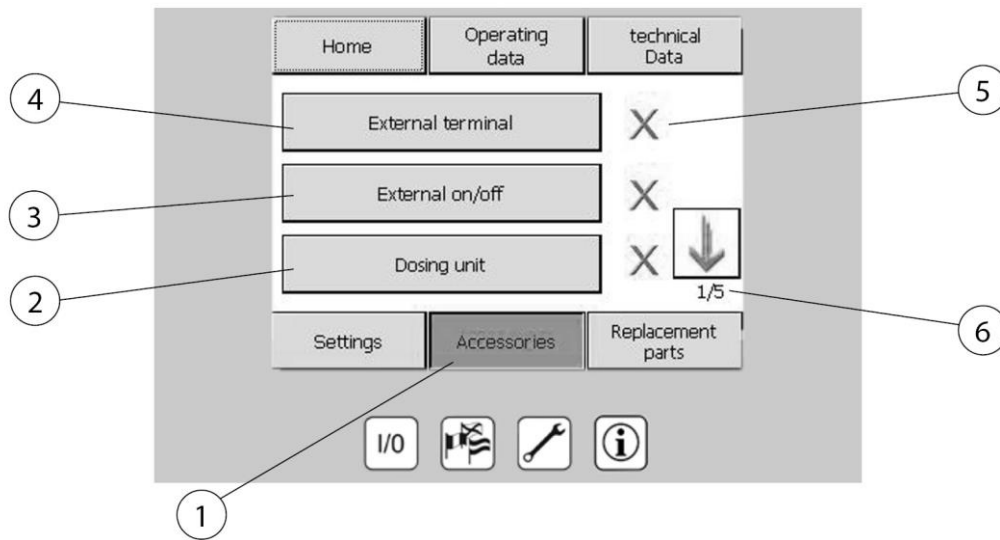 Home
Operating
data
technical
Data
4
External terminal
X
5
3
External on/off
X
2
Dosing unit
X
1/5
6
Settings
Accessories
Replacement
parts
I/0
i
1